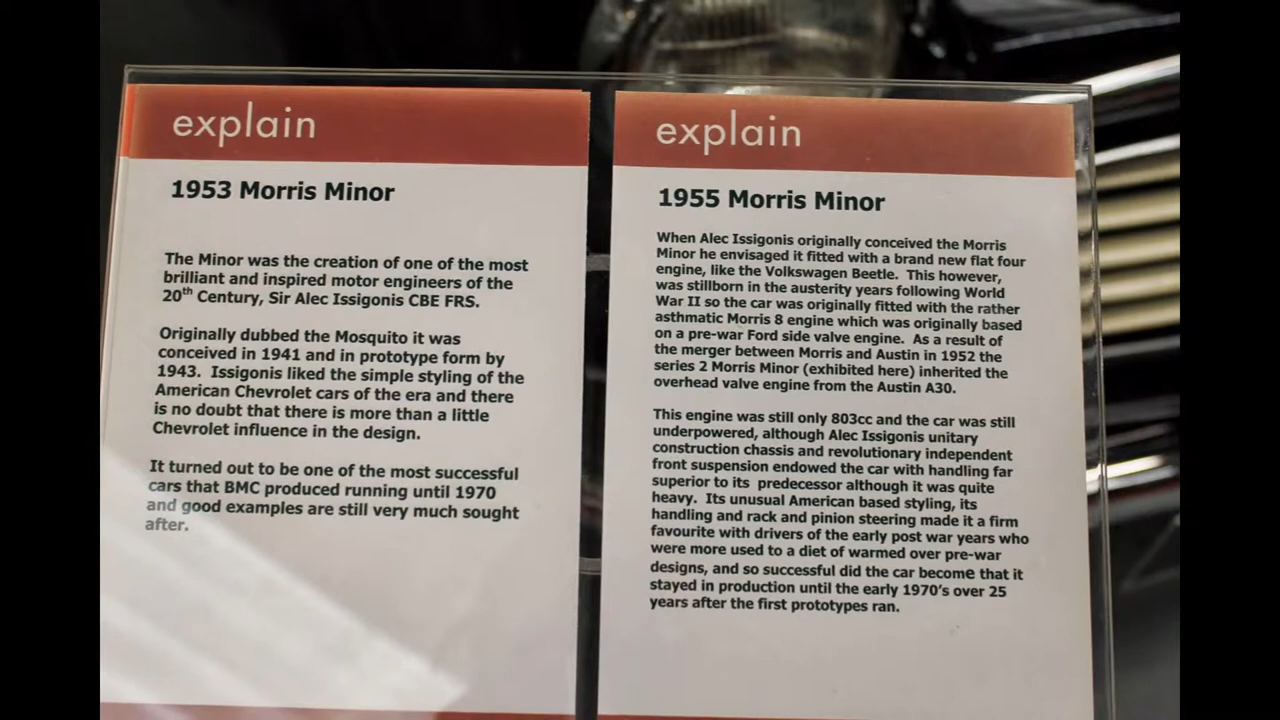 explain
1953 Morris Minor
The Minor was the creation of one of the most
brilliant and inspired motor engineers of the
20th Century, Sir Alec Issigonis CBE FRS.
Originally dubbed the Mosquito it was
conceived in 1941 and in prototype form by
1943. Issigonis liked the simple styling of the
American Chevrolet cars of the era and there
is no doubt that there is more than a little
Chevrolet influence in the design.
It turned out to be one of the most successful
cars that BMC produced running until 1970
and good examples are still very much sought
after.
explain
1955 Morris Minor
When Alec Issigonis originally conceived the Morris
Minor he envisaged it fitted with a brand new flat four
engine, like the Volkswagen Beetle. This however,
was stillborn in the austerity years following World
War II so the car was originally fitted with the rather
asthmatic Morris 8 engine which was originally based
on a pre-war Ford side valve engine. As a result of
the merger between Morris and Austin in 1952 the
series 2 Morris Minor (exhibited here) inherited the
overhead valve engine from the Austin A30.
This engine was still only 803cc and the car was still
underpowered, although Alec Issigonis unitary
construction chassis and revolutionary independent
front suspension endowed the car with handling far
superior to its predecessor although it was quite
heavy. Its unusual American based styling, its
handling and rack and pinion steering made it a firm
favourite with drivers of the early post war years who
were more used to a diet of warmed over pre-war
designs, and so successful did the car become that it
stayed in production until the early 1970's over 25
years after the first prototypes ran.